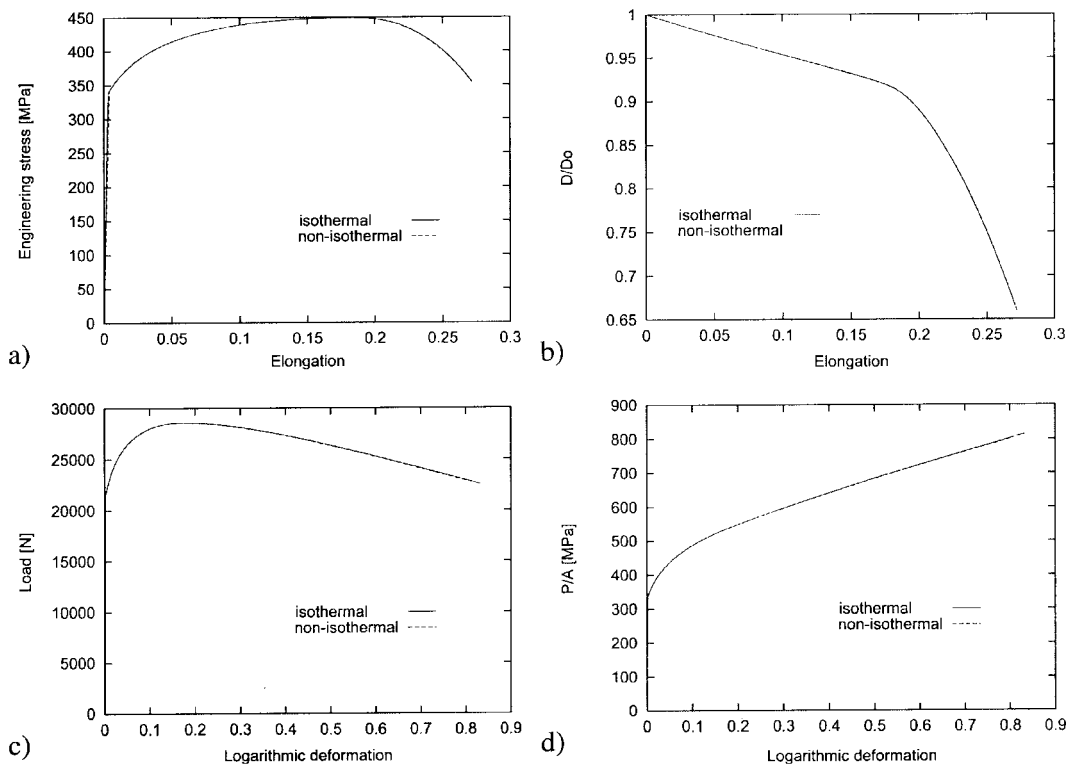 450
400
350
300
250
200
150
100
50
0
Engineering stress [MPa]
isothermal
non-isothermal
0 0.05 0.1 0.15 0.2 0.25 0.3
Elongation
a)
1
0.95
0.9
0.85
0.8
0.75
0.7
0.65
D/Do
isothermal
non-isothermal
0 0.05 0.1 0.15 0.2 0.25 0.3
Elongation
b)
30000
25000
20000
15000
10000
5000
0
Load [N]
isothermal
non-isothermal
0 0.1 0.2 0.3 0.4 0.5 0.6 0.7 0.8 0.9
Logarithmic deformation
c)
900
800
700
600
500
400
300
200
100
0
P/A [MPa]
isothermal
non-isothermal
0 0.1 0.2 0.3 0.4 0.5 0.6 0.7 0.8 0.9
Logarithmic deformation
d)